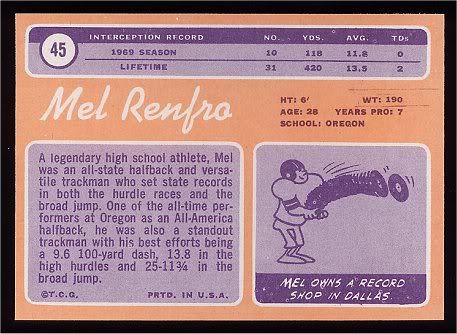 45
INTERCEPTION RECORD NO. YDS. AVG. TDs
1969 SEASON 10 118 11.8 0
LIFETIME 31 420 13.5 2
Mel Renfro
HT: 6' WT: 190
AGE: 28 YEARS PRO: 7
SCHOOL: OREGON
A legendary high school athlete, Mel
was an all-state halfback and versa-
tile trackman who set state records
in both the hurdle races and the
broad jump. One of the all-time per-
formers at Oregon as an All-America
halfback, he was also a standout
trackman with his best efforts being
a 9.6 100-yard dash, 13.8 in the
high hurdles and 25-11¾ in the
broad jump.
©T.C.G. PRTD. IN U.S.A.
MEL OWNS A RECORD
SHOP IN DALLAS.